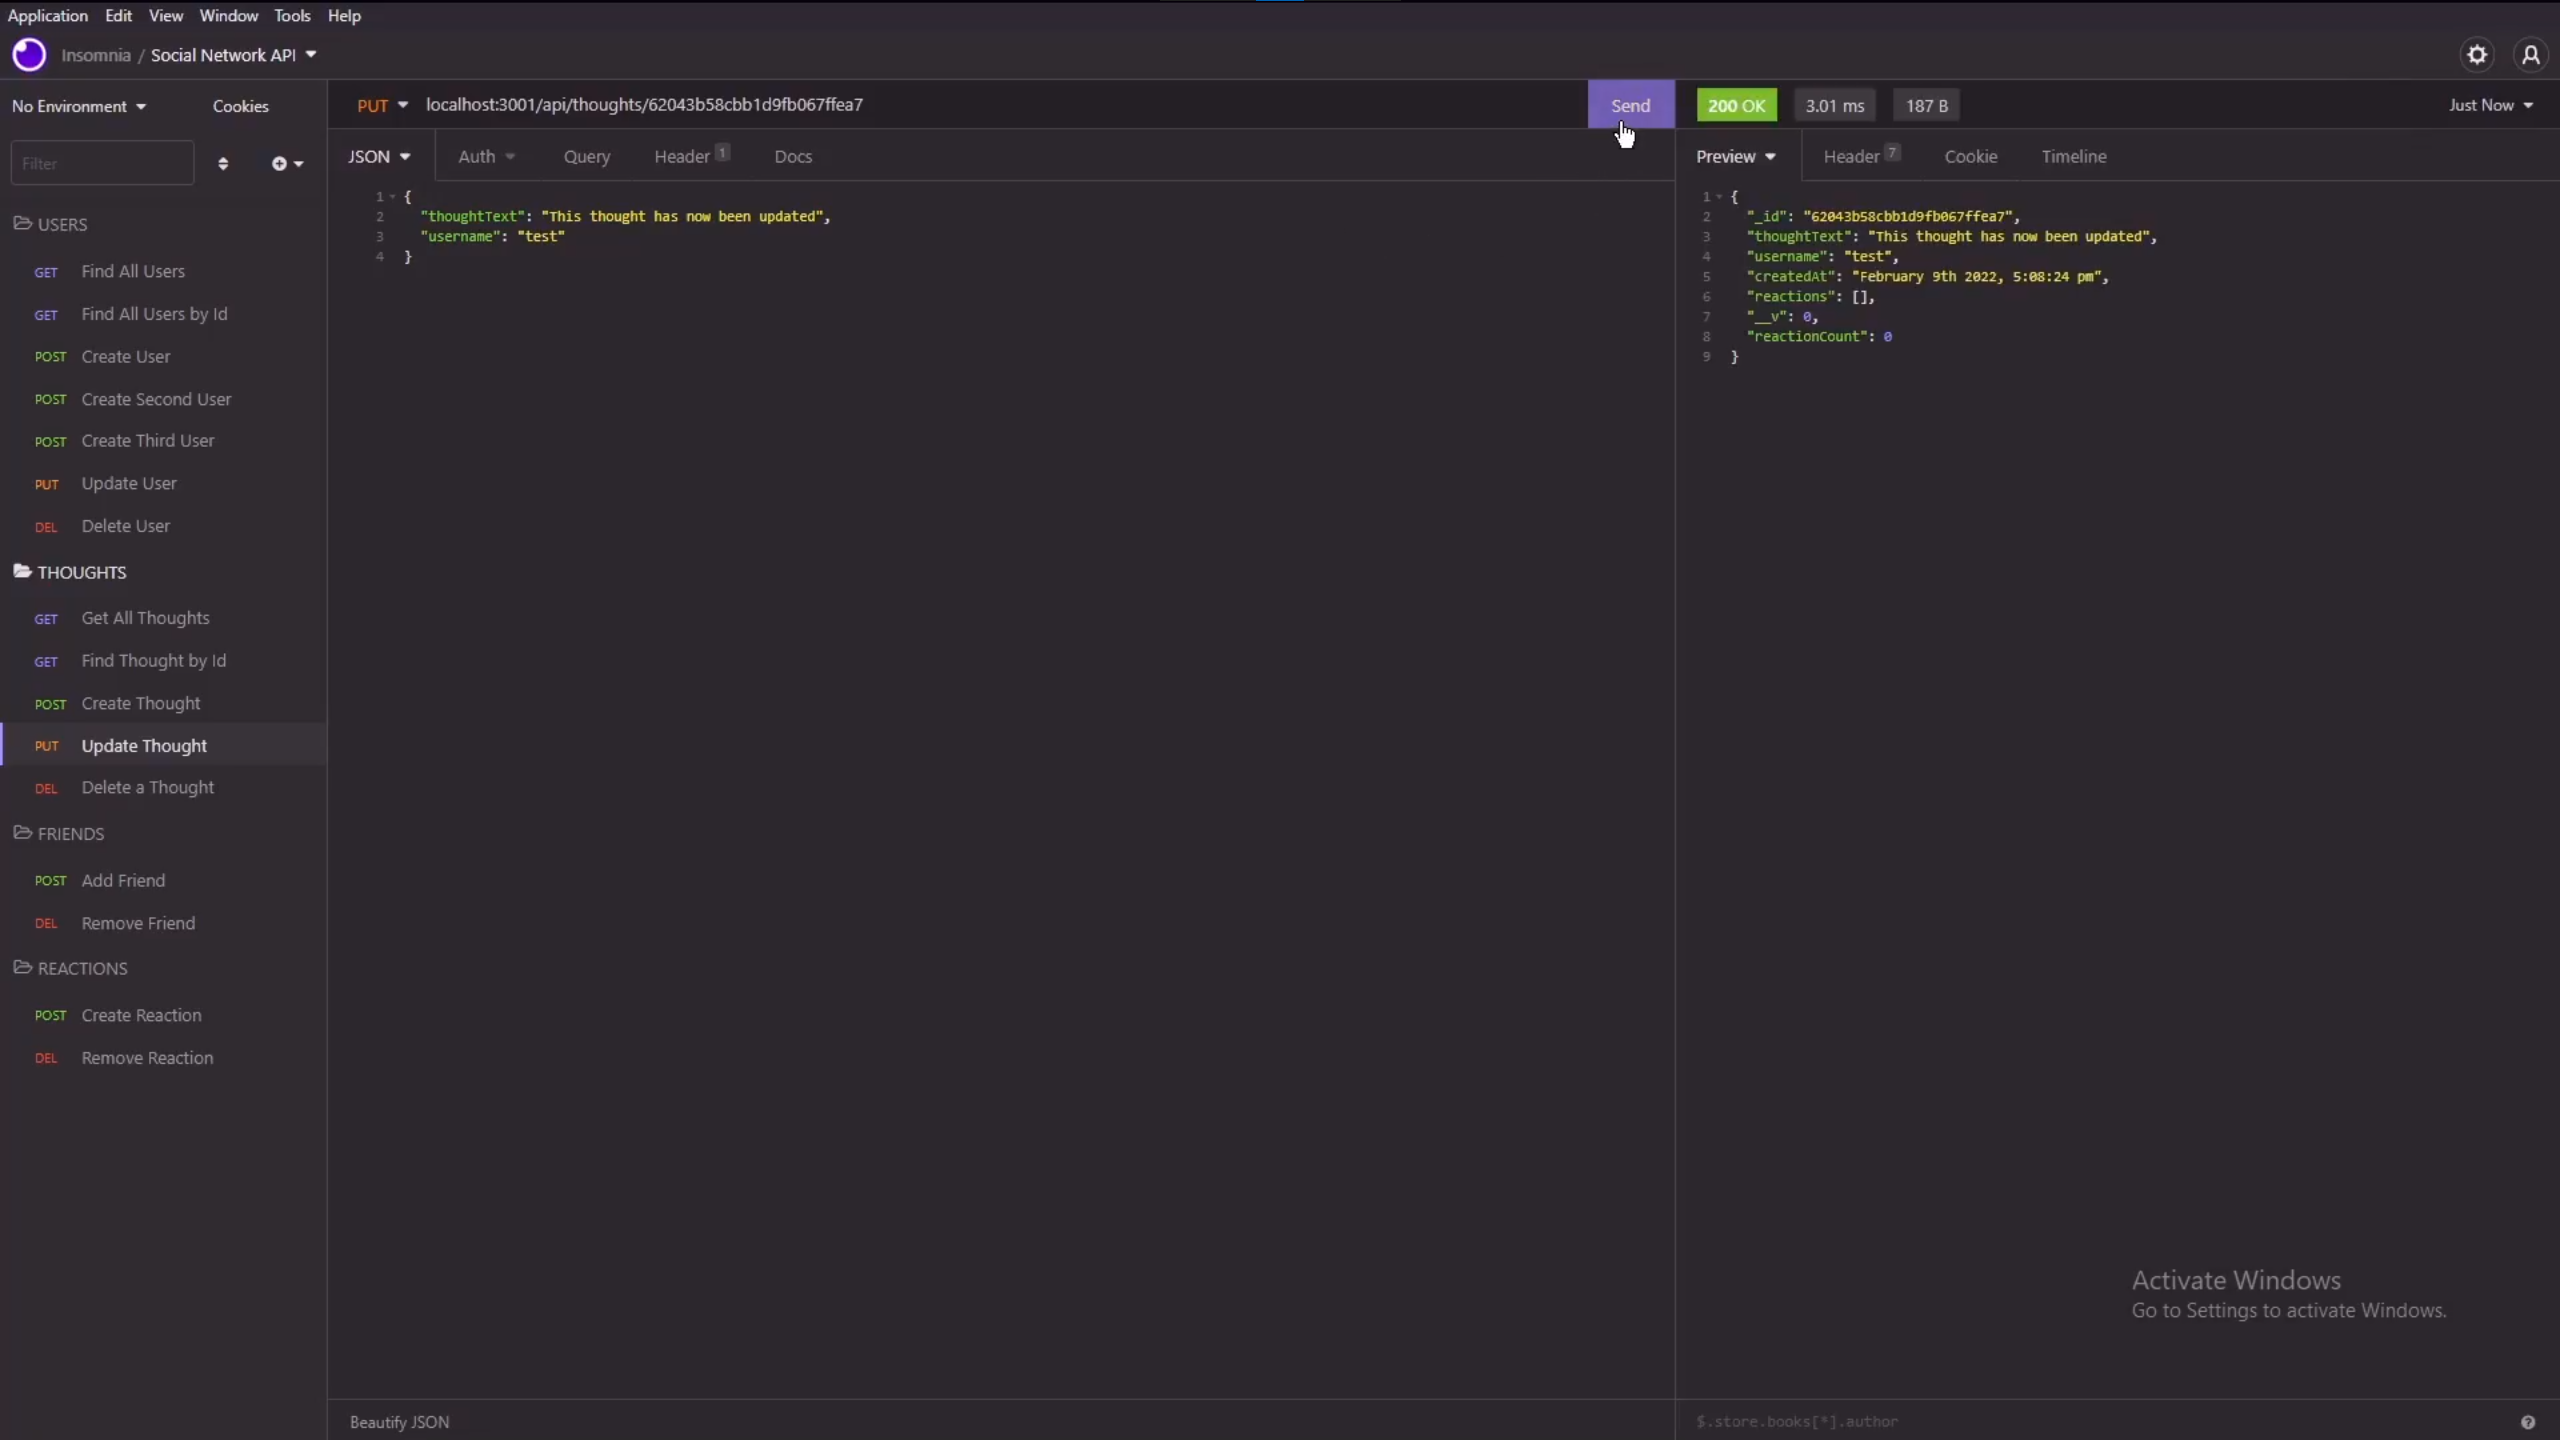 Application Edit View Window Tools Help
Insomnia / Social Network API
No Environment Cookies
Filter
USERS
GET Find All Users
GET Find All Users by Id
POST Create User
POST Create Second User
POST Create Third User
PUT Update User
DEL Delete User
THOUGHTS
GET Get All Thoughts
GET Find Thought by Id
POST Create Thought
PUT Update Thought
DEL Delete a Thought
FRIENDS
POST Add Friend
DEL Remove Friend
REACTIONS
POST Create Reaction
DEL Remove Reaction
PUT localhost:3001/api/thoughts/62043b58cbb1d9fb067ffea7 Send
JSON Auth Query Header 1 Docs
1 {
2 "thoughtText": "This thought has now been updated",
3 "username": "test"
4 }
Beautify JSON
200 OK 3.01 ms 187 B Just Now
Preview Header 7 Cookie Timeline
1 {
2 "_id": "62043b58cbb1d9fb067ffea7",
3 "thoughtText": "This thought has now been updated",
4 "username": "test",
5 "createdAt": "February 9th 2022, 5:08:24 pm",
6 "reactions": [],
7 "__v": 0,
8 "reactionCount": 0
9 }
Activate Windows
Go to Settings to activate Windows.
$.store.books[*].author